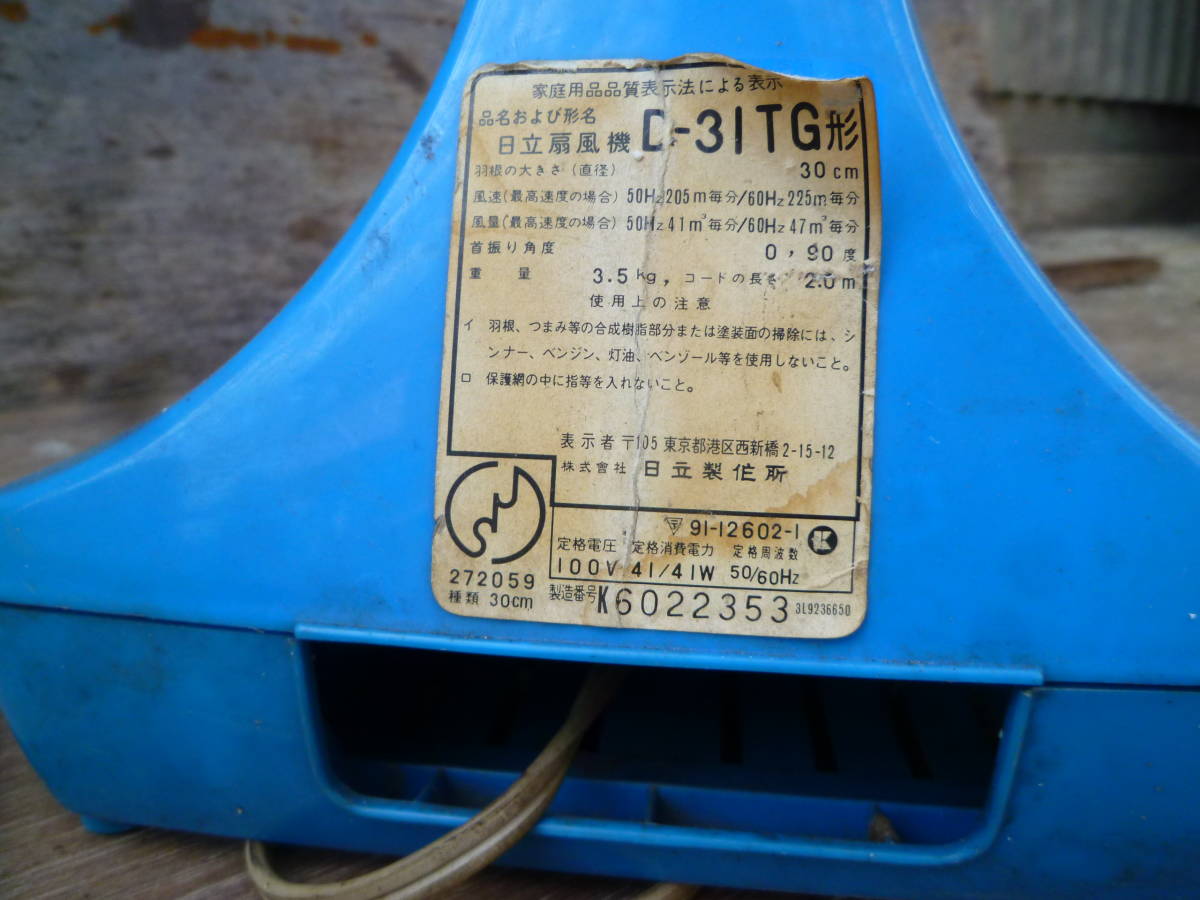 家庭用品品質表示法による表示
品名および形名
日立扇風機 D-31TG形
羽根の大きさ(直径) 30cm
風速(最高速度の場合) 50Hz 205m毎分/60Hz 225m毎分
風量(最高速度の場合) 50Hz 41m³毎分/60Hz 47m³毎分
首振り角度 0,90度
重量 3.5kg, コードの長さ 2.0m
使用上の注意
イ 羽根、つまみ等の合成樹脂部分または塗装面の掃除には、シ
ンナー、ベンジン、灯油、ベンゾール等を使用しないこと。
ロ 保護網の中に指等を入れないこと。
表示者 〒105 東京都港区西新橋2-15-12
株式會社 日立製作所
〒 91-12602-1
定格電圧 定格消費電力 定格周波数
100V 41/41W 50/60Hz
272059
種類 30cm
製造番号 K6022353 3L9236650